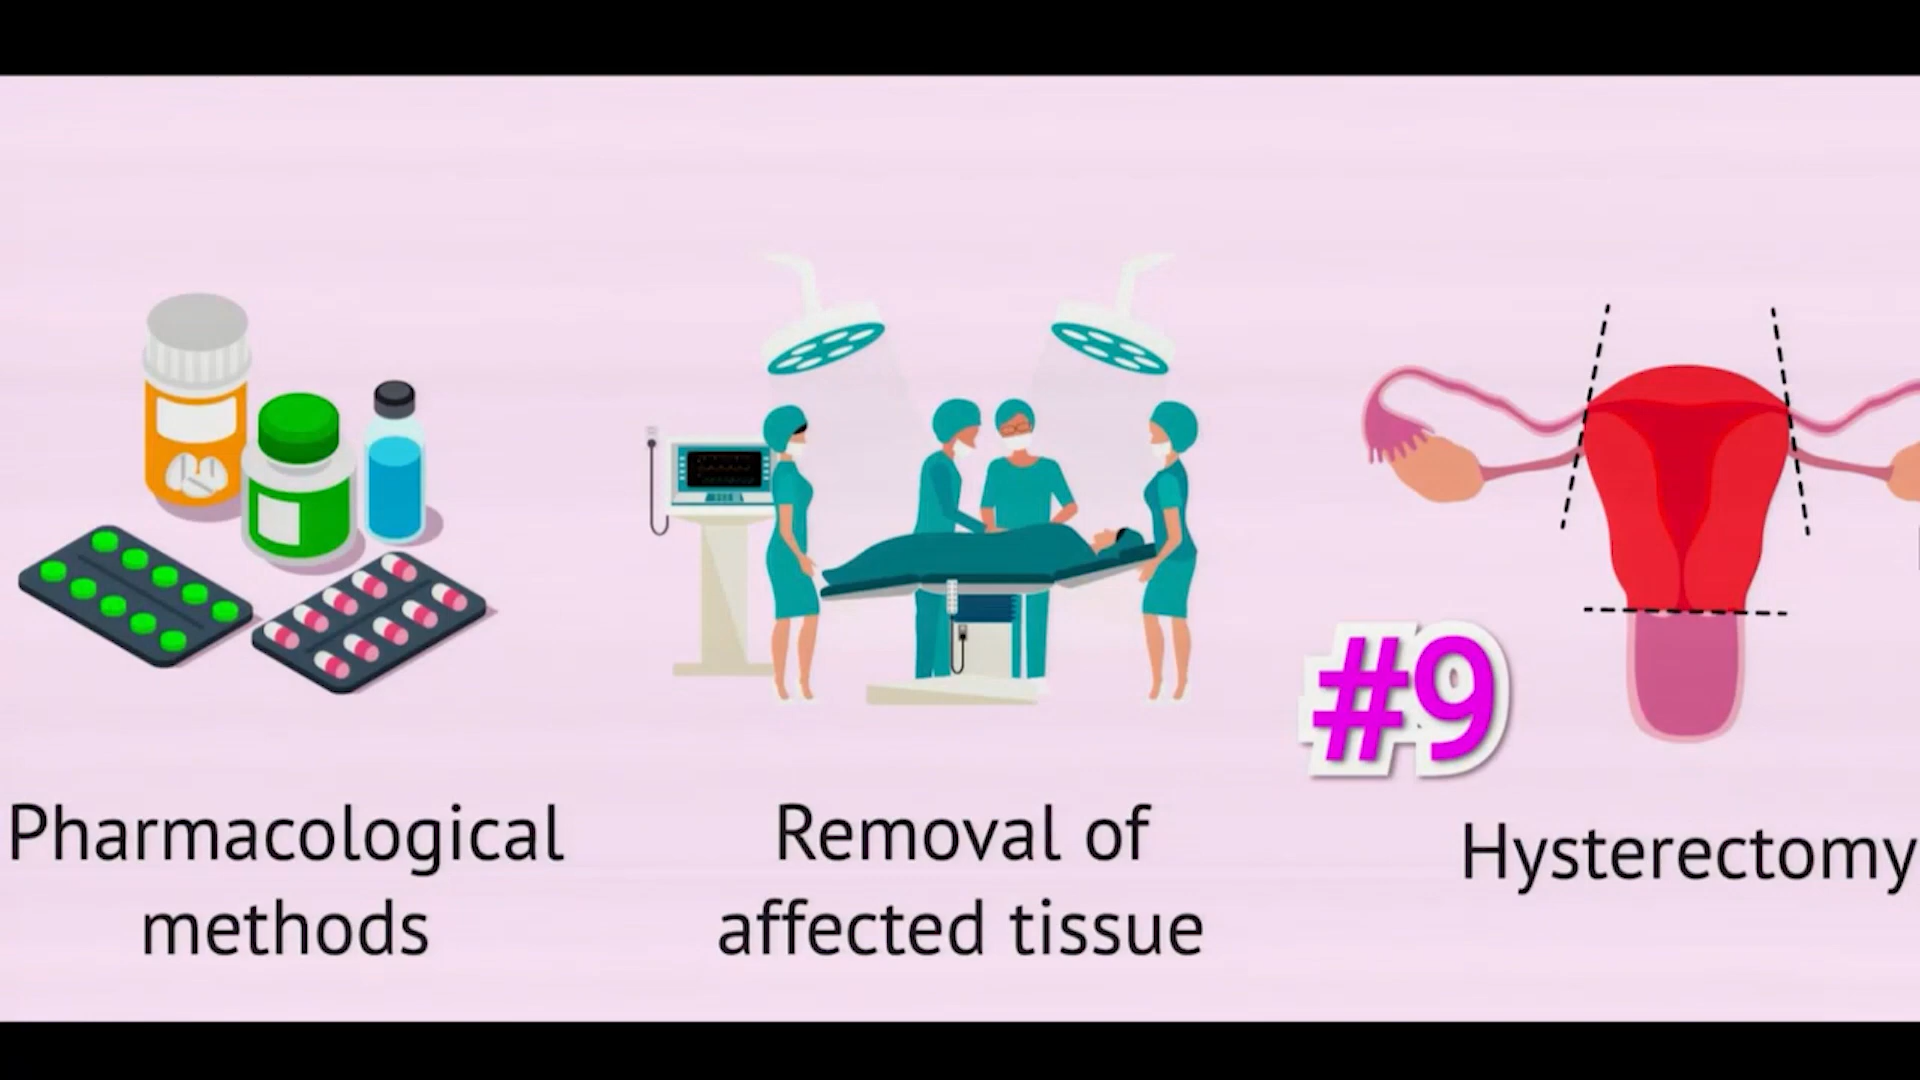 #9
Pharmacological
methods
Removal of
affected tissue
Hysterectomy